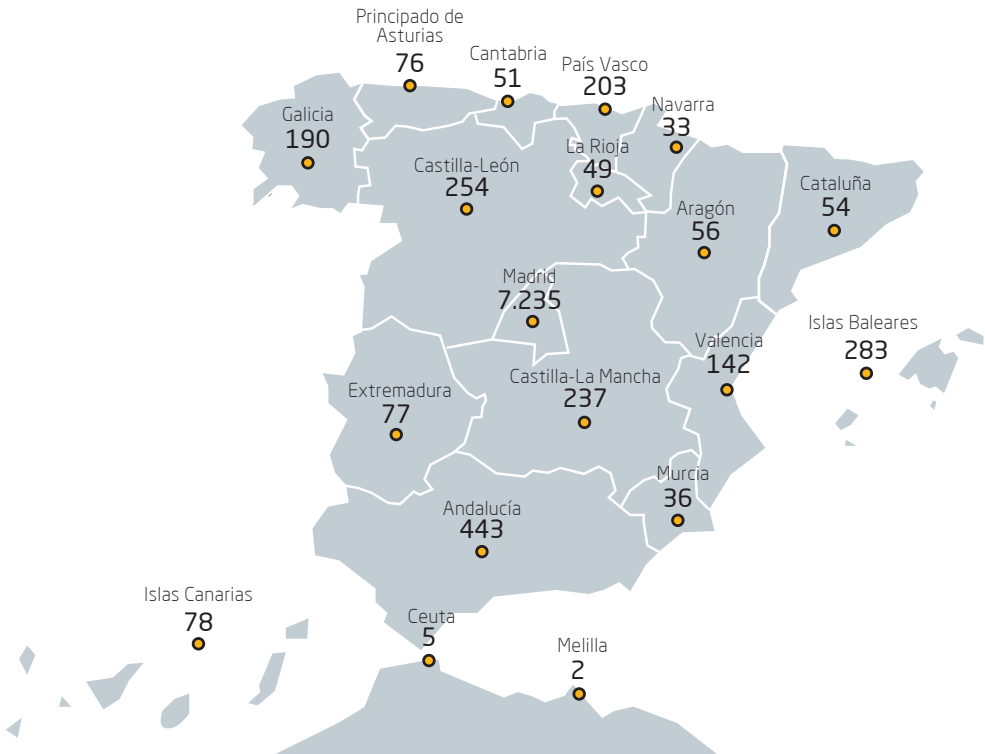 Principado de
Asturias
76
Cantabria
51
País Vasco
203
Navarra
33
Galicia
190
La Rioja
49
Castilla-León
254
Cataluña
54
Aragón
56
Madrid
7.235
Islas Baleares
283
Valencia
142
Castilla-La Mancha
237
Extremadura
77
Murcia
36
Andalucía
443
Islas Canarias
78
Ceuta
5
Melilla
2